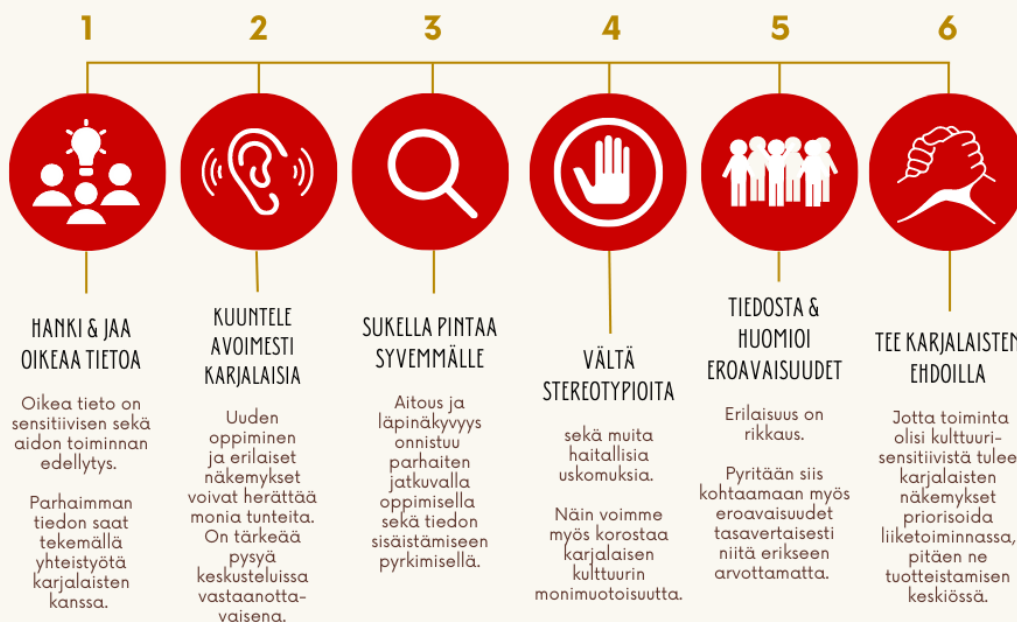 1
2
3
4
5
6
HANKI & JAA
OIKEAA TIETOA
Oikea tieto on
sensitiivisen sekä
aidon toiminnan
edellytys.
Parhaimman
tiedon saat
tekemällä
yhteistyötä
karjalaisten
kanssa.
KUUNTELE
AVOIMESTI
KARJALAISIA
Uuden
oppiminen
ja erilaiset
näkemykset
voivat herättää
monia tunteita.
On tärkeää
pysyä
keskusteluissa
vastaanotta-
vaisena.
SUKELLA PINTAA
SYVEMMÄLLE
Aitous ja
läpinäkyvyys
onnistuu
parhaiten
jatkuvalla
oppimisella
sekä tiedon
sisäistämiseen
pyrkimisellä.
VÄLTÄ
STEREOTYPIOITA
sekä muita
haitallisia
uskomuksia.
Näin voimme
myös korostaa
karjalaisen
kulttuurin
monimuotoisuutta.
TIEDOSTA &
HUOMIOI
EROAVAISUUDET
Erilaisuus on
rikkaus.
Pyritään siis
kohtaamaan myös
eroavaisuudet
tasavertaisesti
niitä erikseen
arvottamatta.
TEE KARJALAISTEN
EHDOILLA
Jotta toiminta
olisi kulttuuri-
sensitiivistä tulee
karjalaisten
näkemykset
priorisoida
liiketoiminnassa,
pitäen ne
tuotteistamisen
keskiössä.